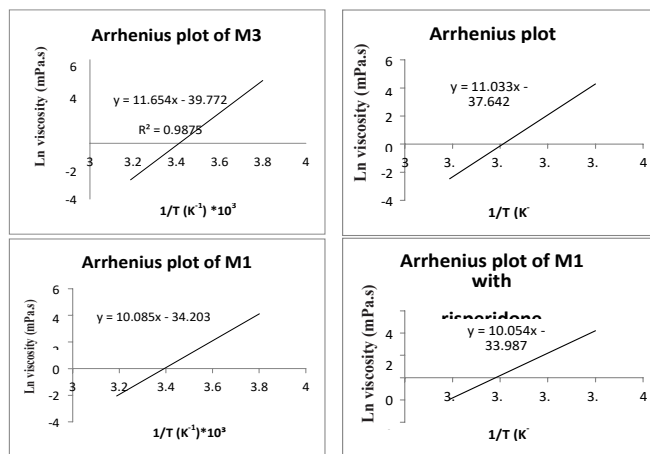 Arrhenius plot of M3
Ln viscosity (mPa.s)
6
4
-2
-4
y = 11.654x - 39.772
R² = 0.9875
3 3.2 3.4 3.6 3.8 4
1/T (K⁻¹) *10³
Arrhenius plot
Ln viscosity (mPa.s)
6
4
2
0
-2
-4
y = 11.033x -
37.642
3 3. 3. 3. 3.
1/T (K⁻
Arrhenius plot of M1
Ln viscosity (mPa.s)
6
4
2
0
-2
-4
y = 10.085x - 34.203
3 3.2 3.4 3.6 3.8 4
1/T (K⁻¹)*10³
Arrhenius plot of M1
with
risperidone
Ln viscosity (mPa.s)
4
2
0
y = 10.054x -
33.987
3. 3. 3. 3.
1/T (K⁻